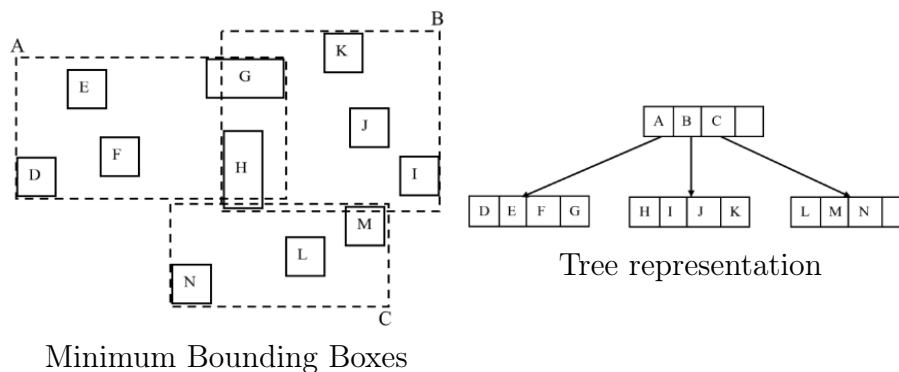 A
B
K
E
G
J
F
H
D
I
M
L
N
C
Minimum Bounding Boxes
A B C
D E F G
H I J K
L M N
Tree representation